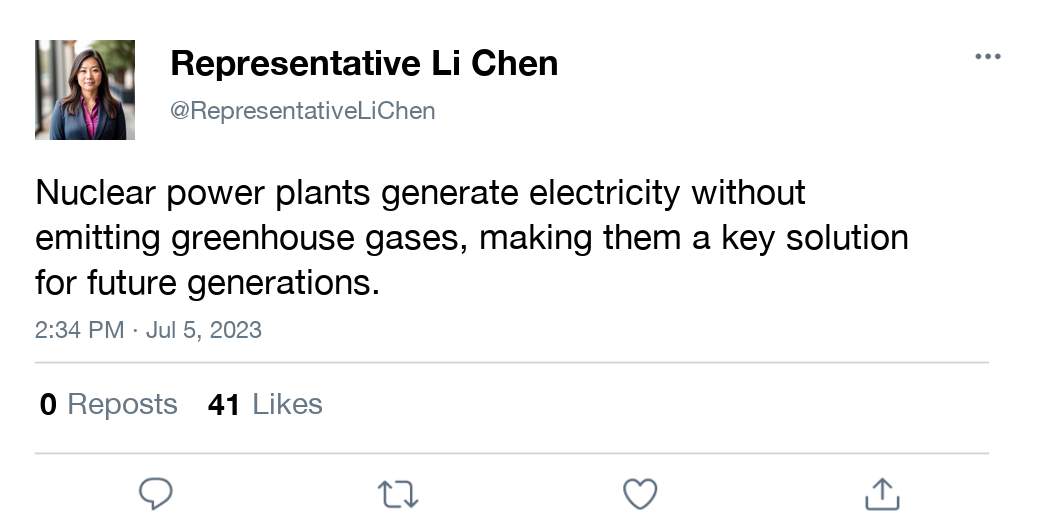 Representative Li Chen
@RepresentativeLiChen
Nuclear power plants generate electricity without
emitting greenhouse gases, making them a key solution
for future generations.
2:34 PM · Jul 5, 2023
0 Reposts 41 Likes